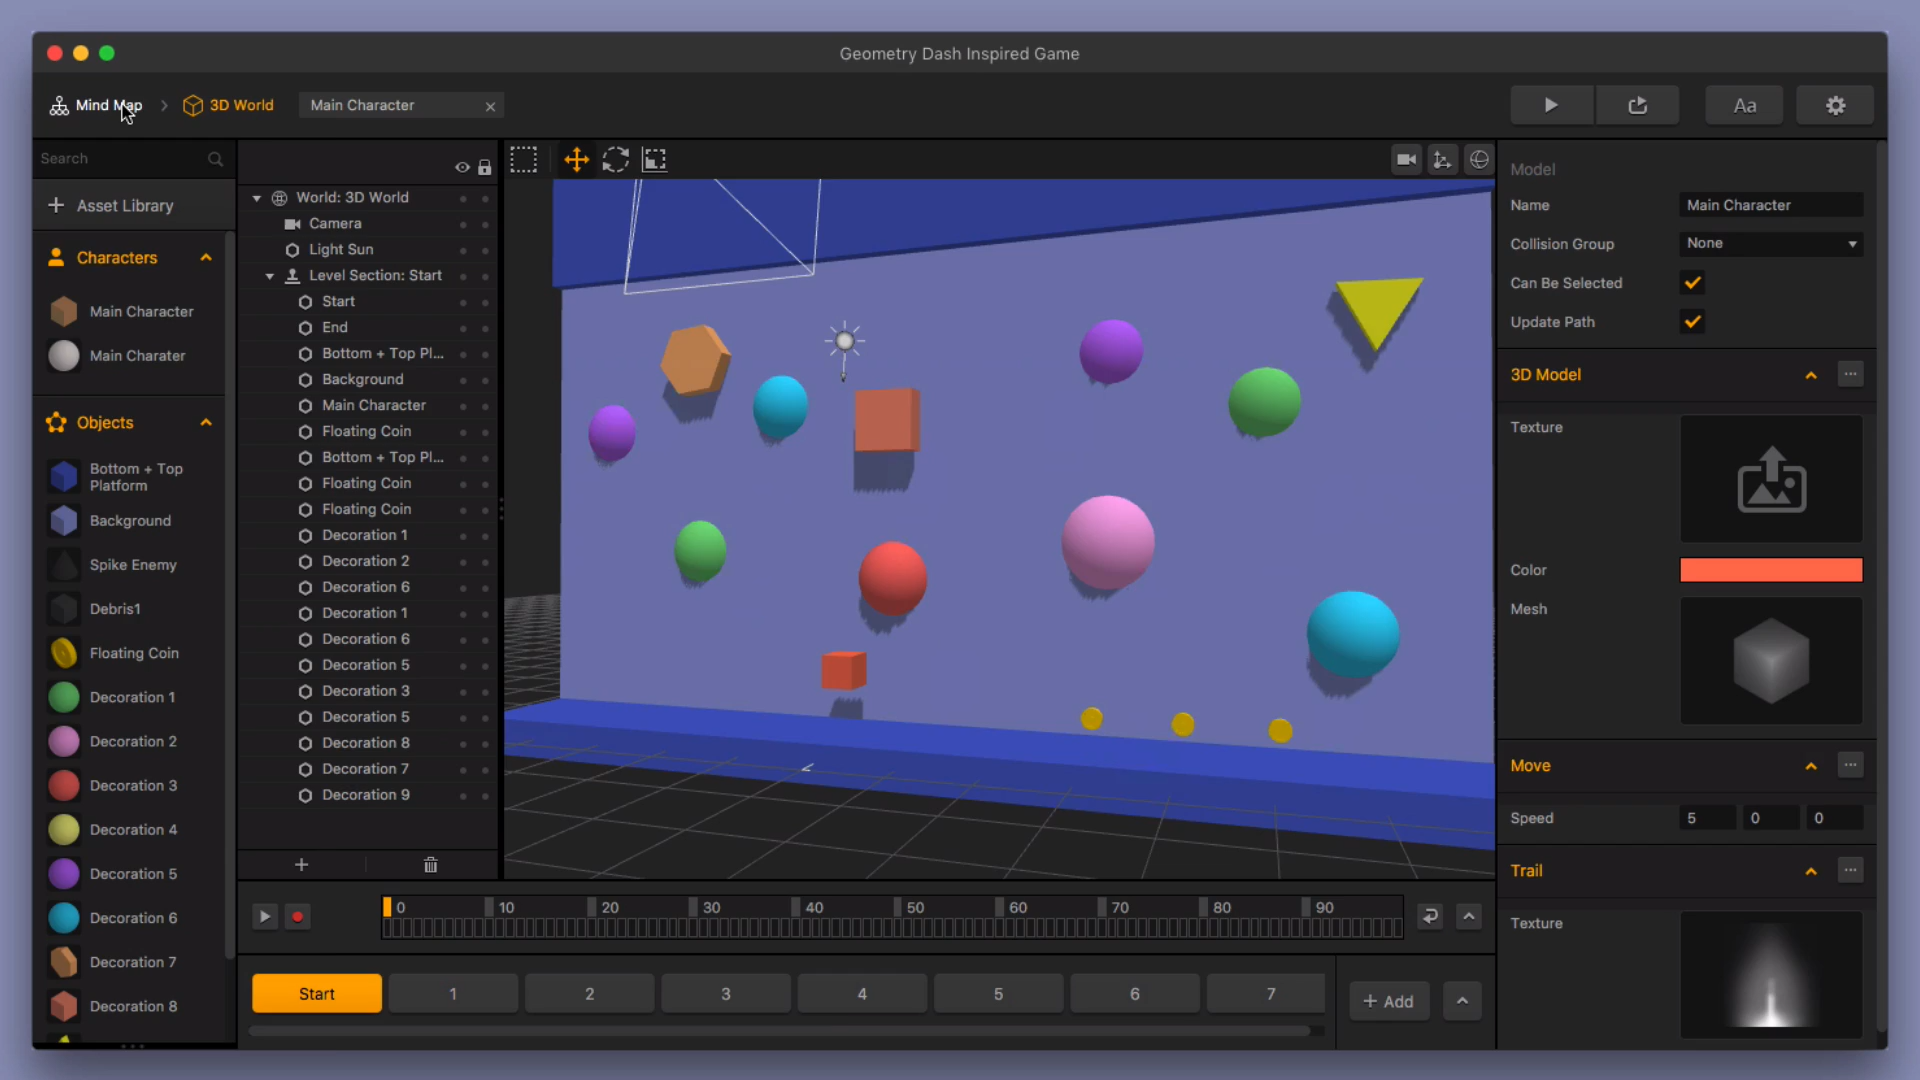 Geometry Dash Inspired Game
Mind Map
3D World
Main Character
Aa
Search
Asset Library
Characters
Main Character
Main Charater
Objects
Bottom + Top
Platform
Background
Spike Enemy
Debris1
Floating Coin
Decoration 1
Decoration 2
Decoration 3
Decoration 4
Decoration 5
Decoration 6
Decoration 7
Decoration 8
World: 3D World
Camera
Light Sun
Level Section: Start
Start
End
Bottom + Top Pl...
Background
Main Character
Floating Coin
Bottom + Top Pl...
Floating Coin
Floating Coin
Decoration 1
Decoration 2
Decoration 6
Decoration 1
Decoration 6
Decoration 5
Decoration 3
Decoration 5
Decoration 8
Decoration 7
Decoration 9
0 10 20 30 40 50 60 70 80 90
Start 1 2 3 4 5 6 7
+ Add
Model
Name Main Character
Collision Group None
Can Be Selected
Update Path
3D Model
Texture
Color
Mesh
Move
Speed 5 0 0
Trail
Texture